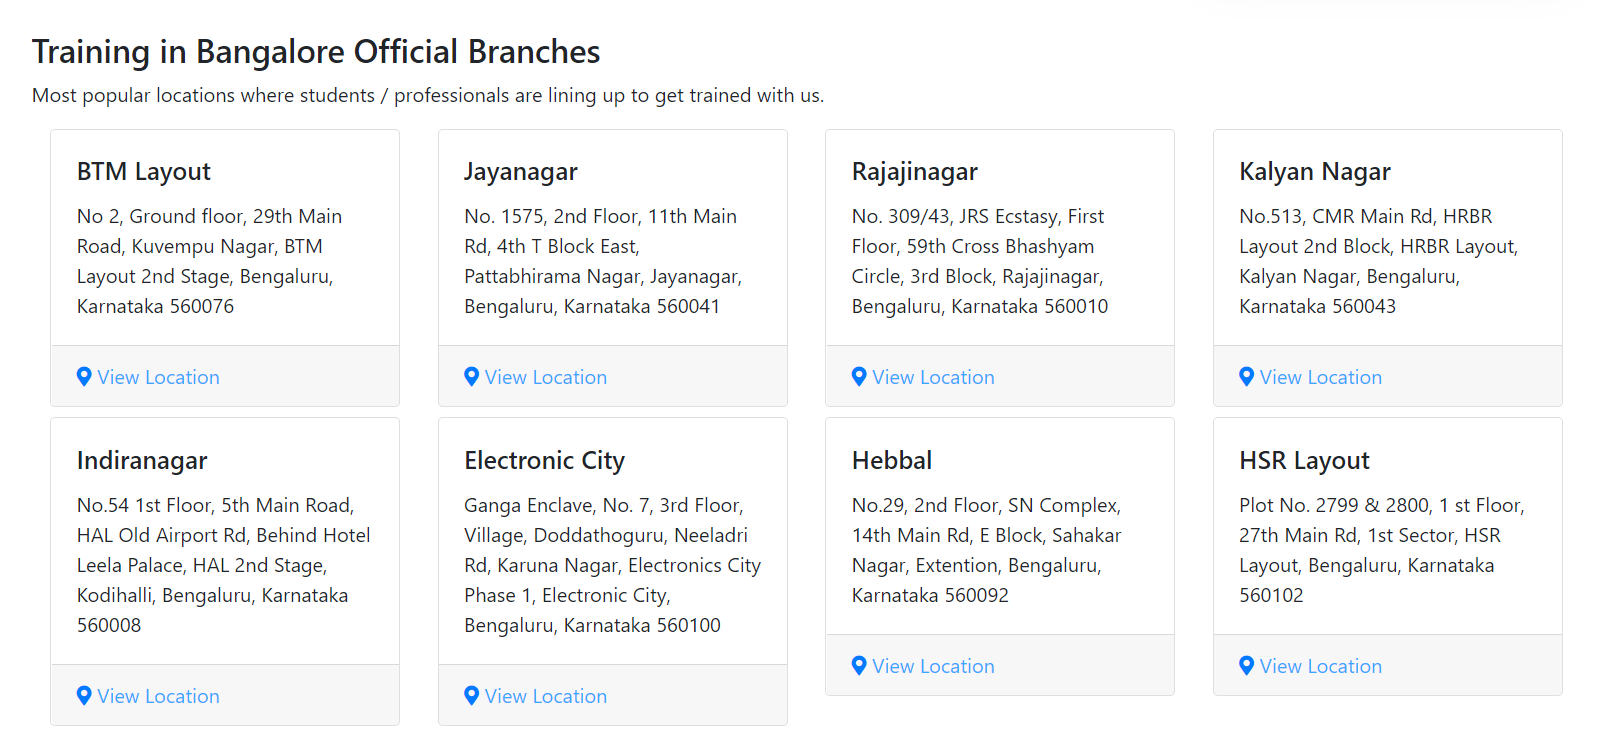 Training in Bangalore Official Branches
Most popular locations where students / professionals are lining up to get trained with us.
BTM Layout
No 2, Ground floor, 29th Main
Road, Kuvempu Nagar, BTM
Layout 2nd Stage, Bengaluru,
Karnataka 560076
View Location
Jayanagar
No. 1575, 2nd Floor, 11th Main
Rd, 4th T Block East,
Pattabhirama Nagar, Jayanagar,
Bengaluru, Karnataka 560041
View Location
Rajajinagar
No. 309/43, JRS Ecstasy, First
Floor, 59th Cross Bhashyam
Circle, 3rd Block, Rajajinagar,
Bengaluru, Karnataka 560010
View Location
Kalyan Nagar
No.513, CMR Main Rd, HRBR
Layout 2nd Block, HRBR Layout,
Kalyan Nagar, Bengaluru,
Karnataka 560043
View Location
Indiranagar
No.54 1st Floor, 5th Main Road,
HAL Old Airport Rd, Behind Hotel
Leela Palace, HAL 2nd Stage,
Kodihalli, Bengaluru, Karnataka
560008
View Location
Electronic City
Ganga Enclave, No. 7, 3rd Floor,
Village, Doddathoguru, Neeladri
Rd, Karuna Nagar, Electronics City
Phase 1, Electronic City,
Bengaluru, Karnataka 560100
View Location
Hebbal
No.29, 2nd Floor, SN Complex,
14th Main Rd, E Block, Sahakar
Nagar, Extention, Bengaluru,
Karnataka 560092
View Location
HSR Layout
Plot No. 2799 & 2800, 1 st Floor,
27th Main Rd, 1st Sector, HSR
Layout, Bengaluru, Karnataka
560102
View Location